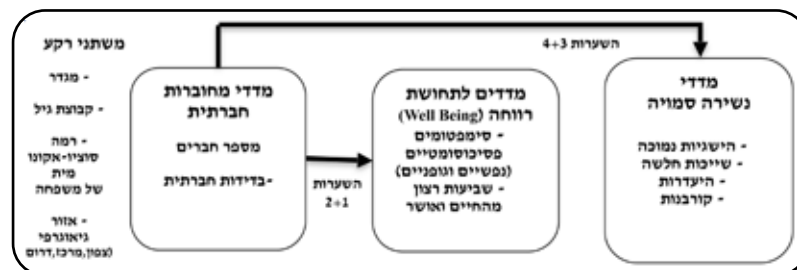 משתני רקע
- מגדר
- קבוצת גיל
- רמה
סוציו-אקונו
מית
של משפחה
- אזור
גיאוגרפי
(צפון,מרכז,דרום
מדדי מחוברות
חברתית
מספר חברים
-בדידות חברתית
השערות
2+1
מדדים לתחושת
רווחה (Well Being)
- סימפטומים
פסיכוסומטיים
(נפשיים וגופניים)
- שביעות רצון
מהחיים ואושר
השערות 4+3
מדדי
נשירה סמויה
- הישגיות נמוכה
- שייכות חלשה
- היעדרות
- קורבנות